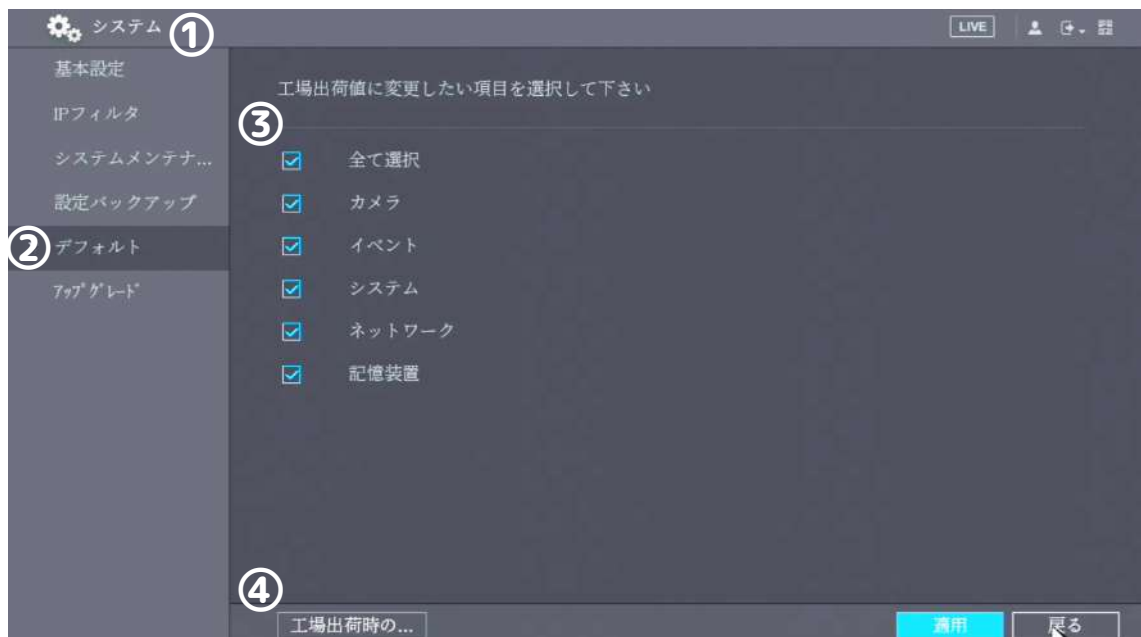 システム ①
LIVE
基本設定
IPフィルタ
システムメンテナ...
設定バックアップ
② デフォルト
アップグレード
工場出荷値に変更したい項目を選択して下さい
③
全て選択
カメラ
イベント
システム
ネットワーク
記憶装置
④
工場出荷時の...
適用
戻る